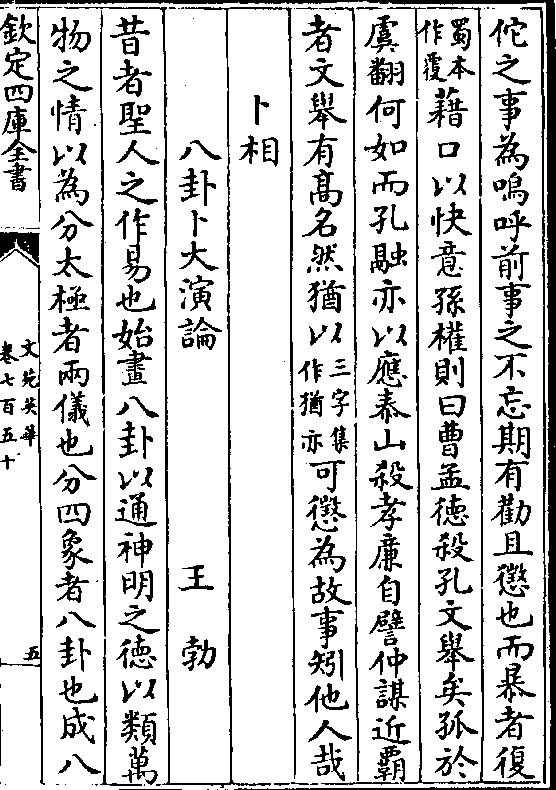 佗之事為嗚呼前事之不忘期有勸且懲也而暴者復
蜀本作覆藉口以快意孫權則曰曹孟德殺孔文舉矣孤於
虞翻何如而孔融亦以應泰山殺孝廉自譬仲謀近覇
者文舉有髙名然猶以三字集作猶亦可懲為故事矧他人哉
卜相
八卦卜大演論 王勃
昔者聖人之作易也始畫八卦以通神明之德以類萬
物之情以為分太極者兩儀也分四象者八卦也成八
欽定四庫全書
文苑英華
卷七百五十
五